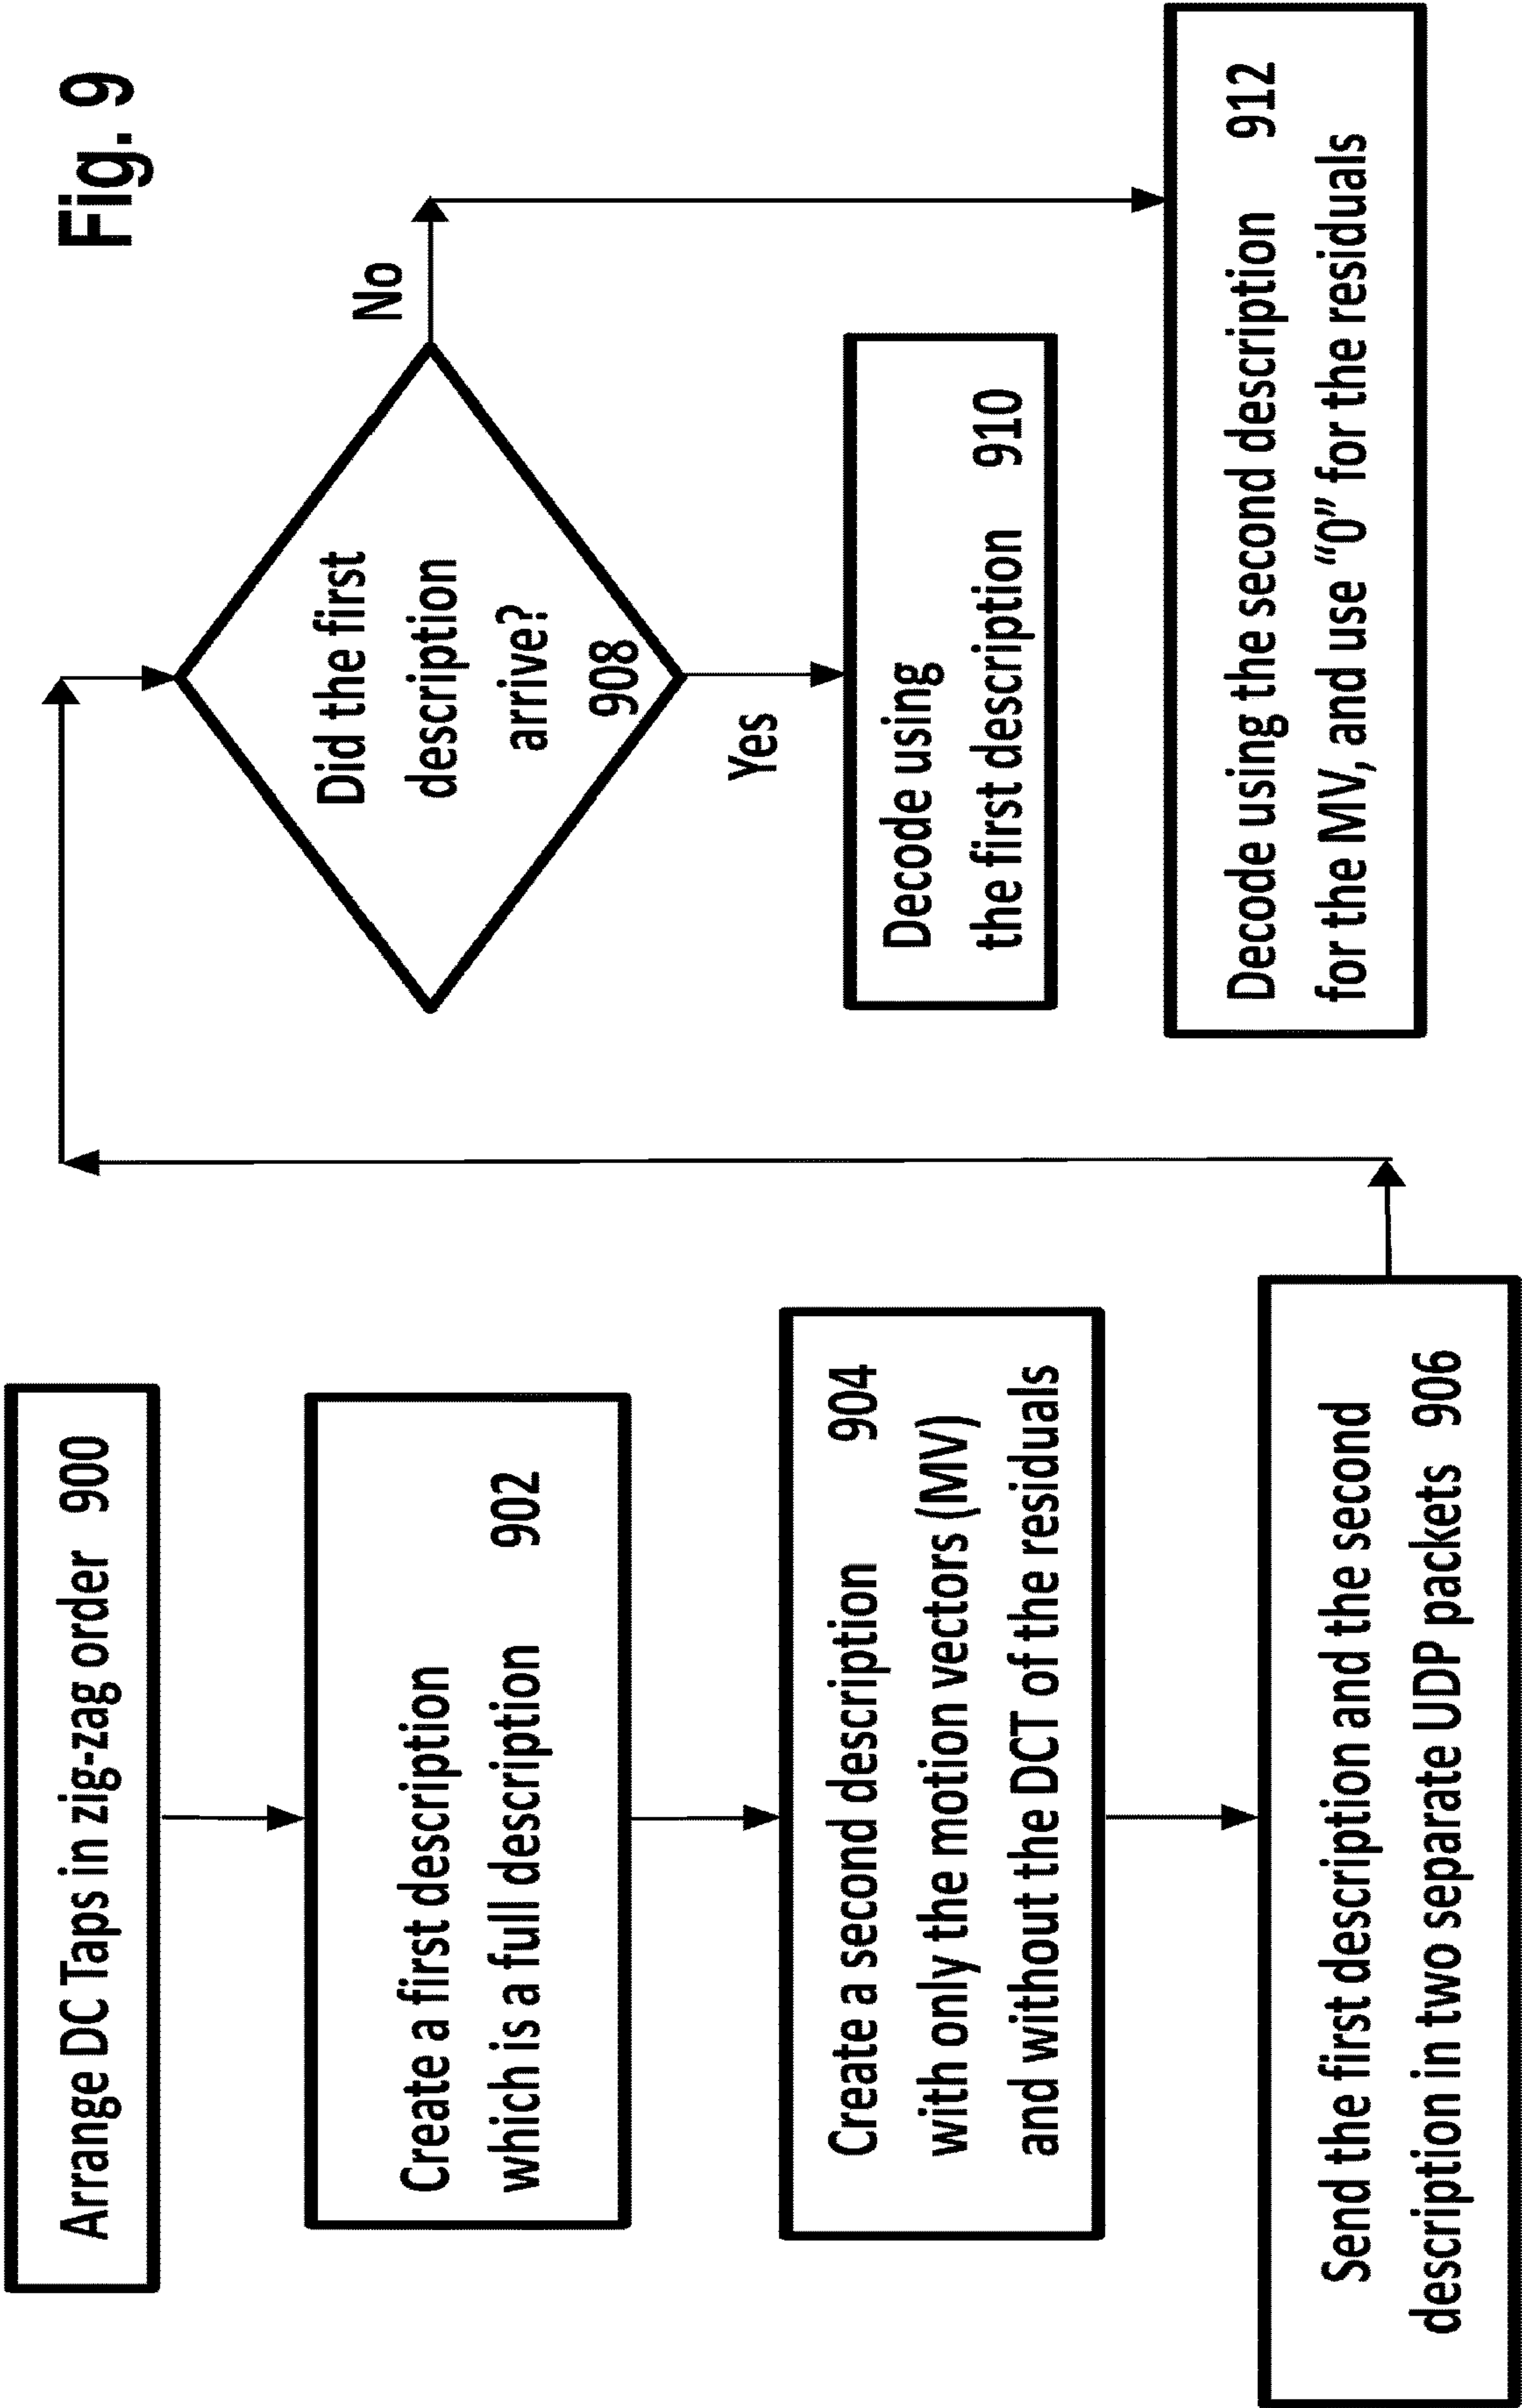 Fig. 9
Arrange DC Taps in zig-zag order 900
Create a first description
which is a full description 902
Create a second description 904
with only the motion vectors (MV)
and without the DCT of the residuals
Send the first description and the second
description in two separate UDP packets 906
Did the first
description
arrive?
908
No
Yes
Decode using
the first description 910
Decode using the second description 912
for the MV, and use “0” for the residuals